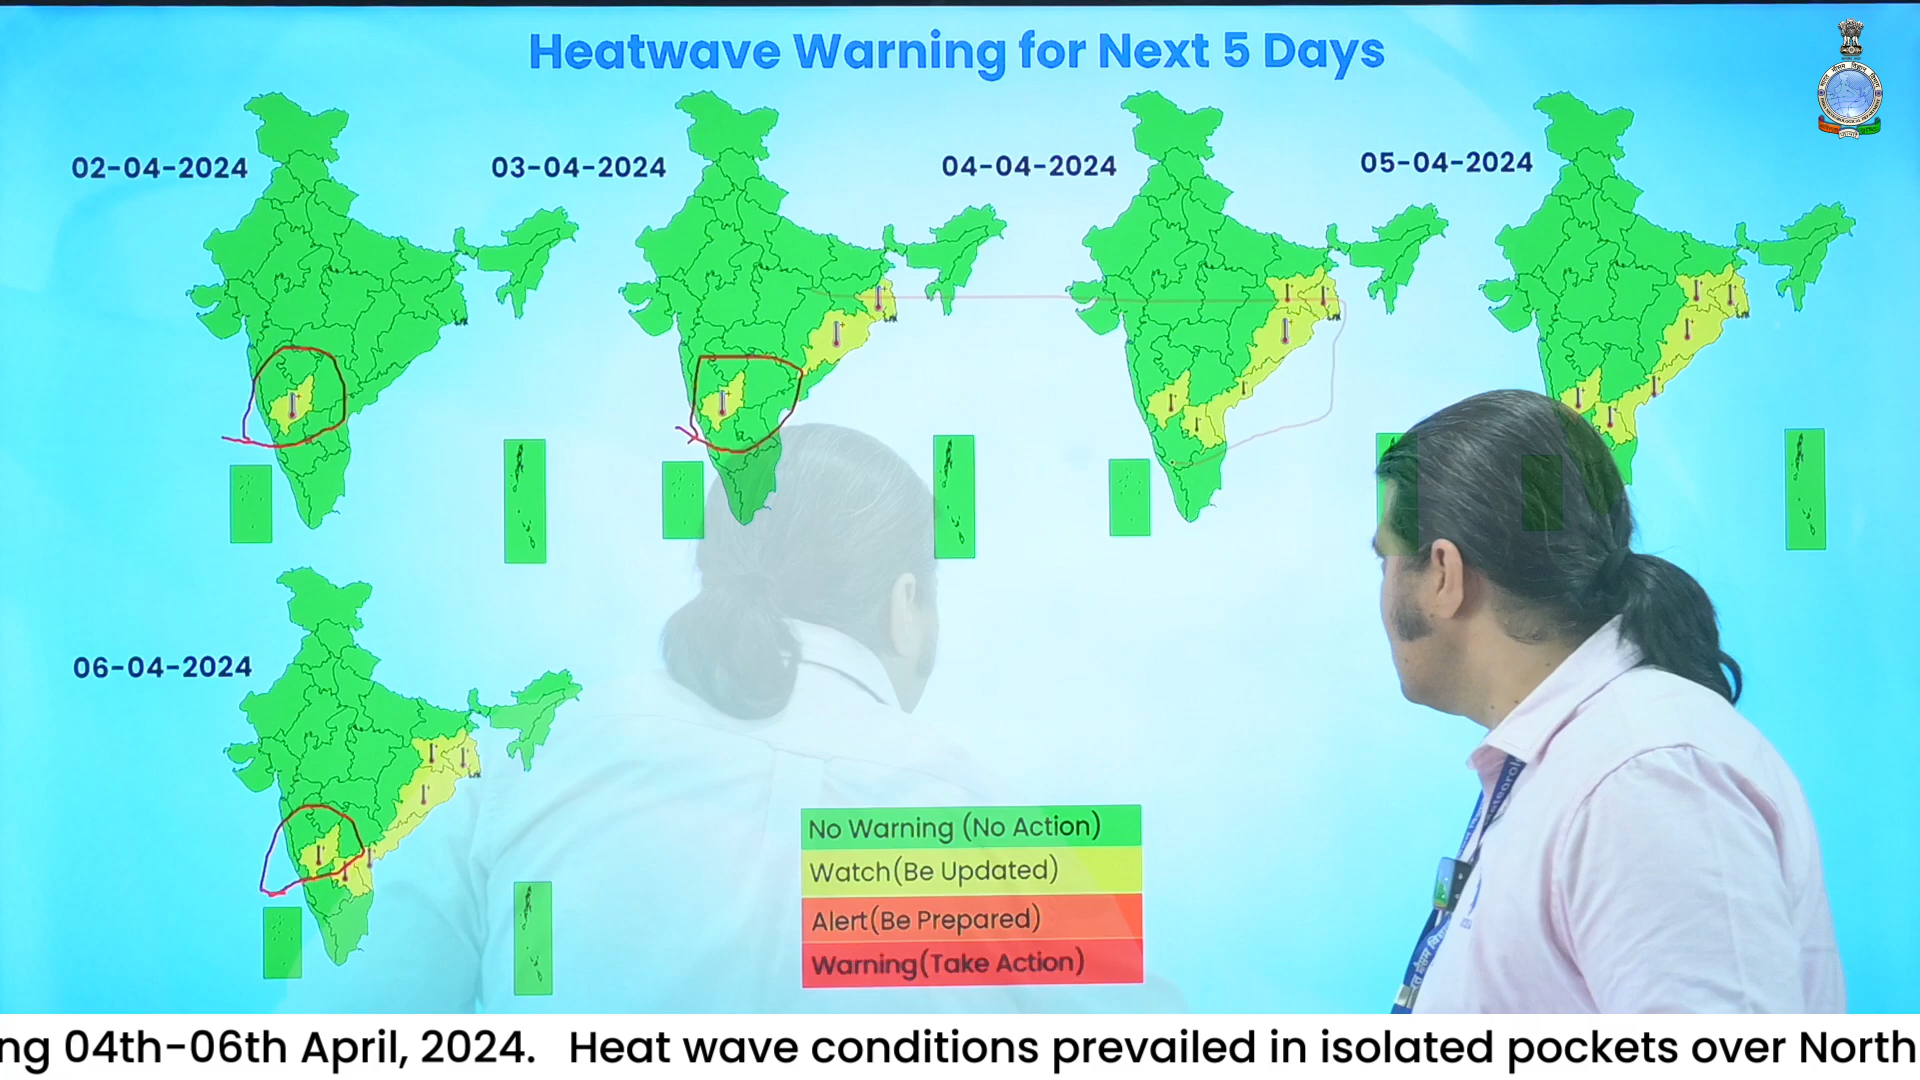 Heatwave Warning for Next 5 Days
02-04-2024
03-04-2024
04-04-2024
05-04-2024
06-04-2024
No Warning (No Action)
Watch(Be Updated)
Alert(Be Prepared)
Warning(Take Action)
ng 04th-06th April, 2024. Heat wave conditions prevailed in isolated pockets over North